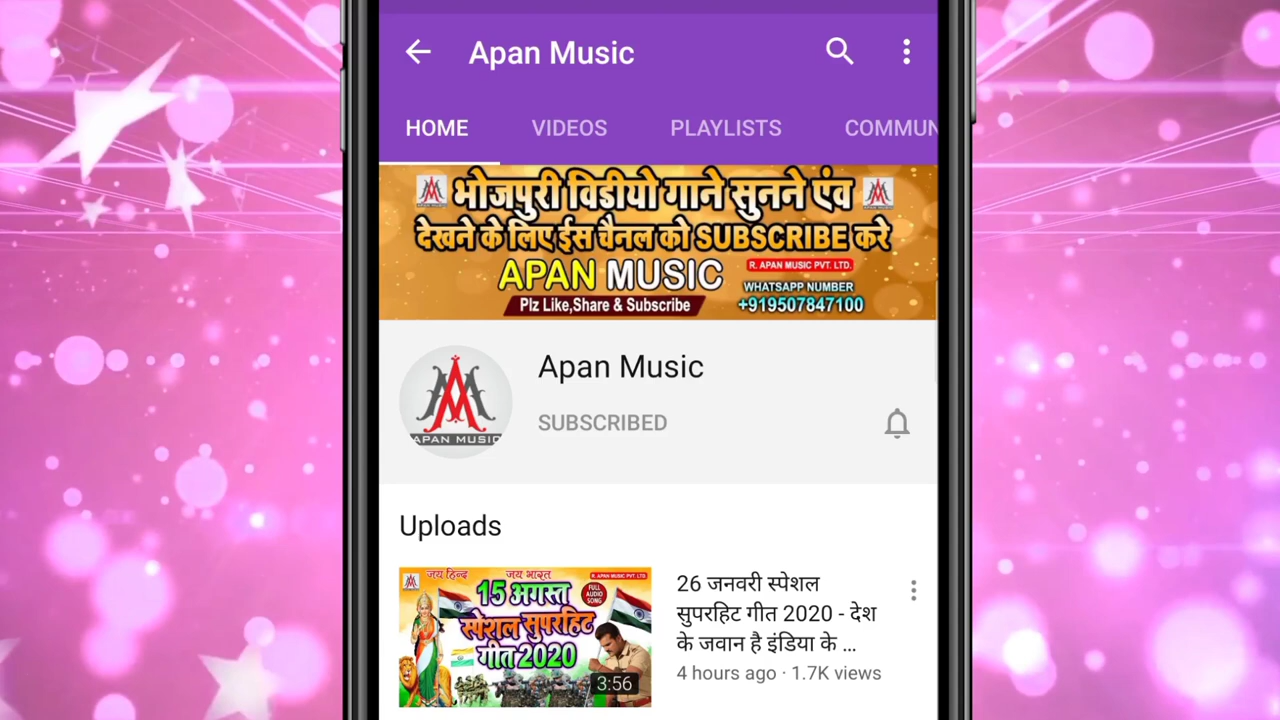 Apan Music
HOME VIDEOS PLAYLISTS COMMUN
भोजपुरी विडीयो गाने सुनने एंव
देखने के लिए ईस चैनल को SUBSCRIBE करे
APAN MUSIC
R. APAN MUSIC PVT. LTD.
WHATSAPP NUMBER
Plz Like,Share & Subscribe
+919507847100
Apan Music
SUBSCRIBED
APAN MUSIC
Uploads
जय हिन्द जय भारत
R. APAN MUSIC PVT. LTD
15 अगस्त
FULL
AUDIO
SONG
स्पेशल सुपरहिट
गीत 2020
3:56
26 जनवरी स्पेशल
सुपरहिट गीत 2020 - देश
के जवान है इंडिया के ...
4 hours ago · 1.7K views